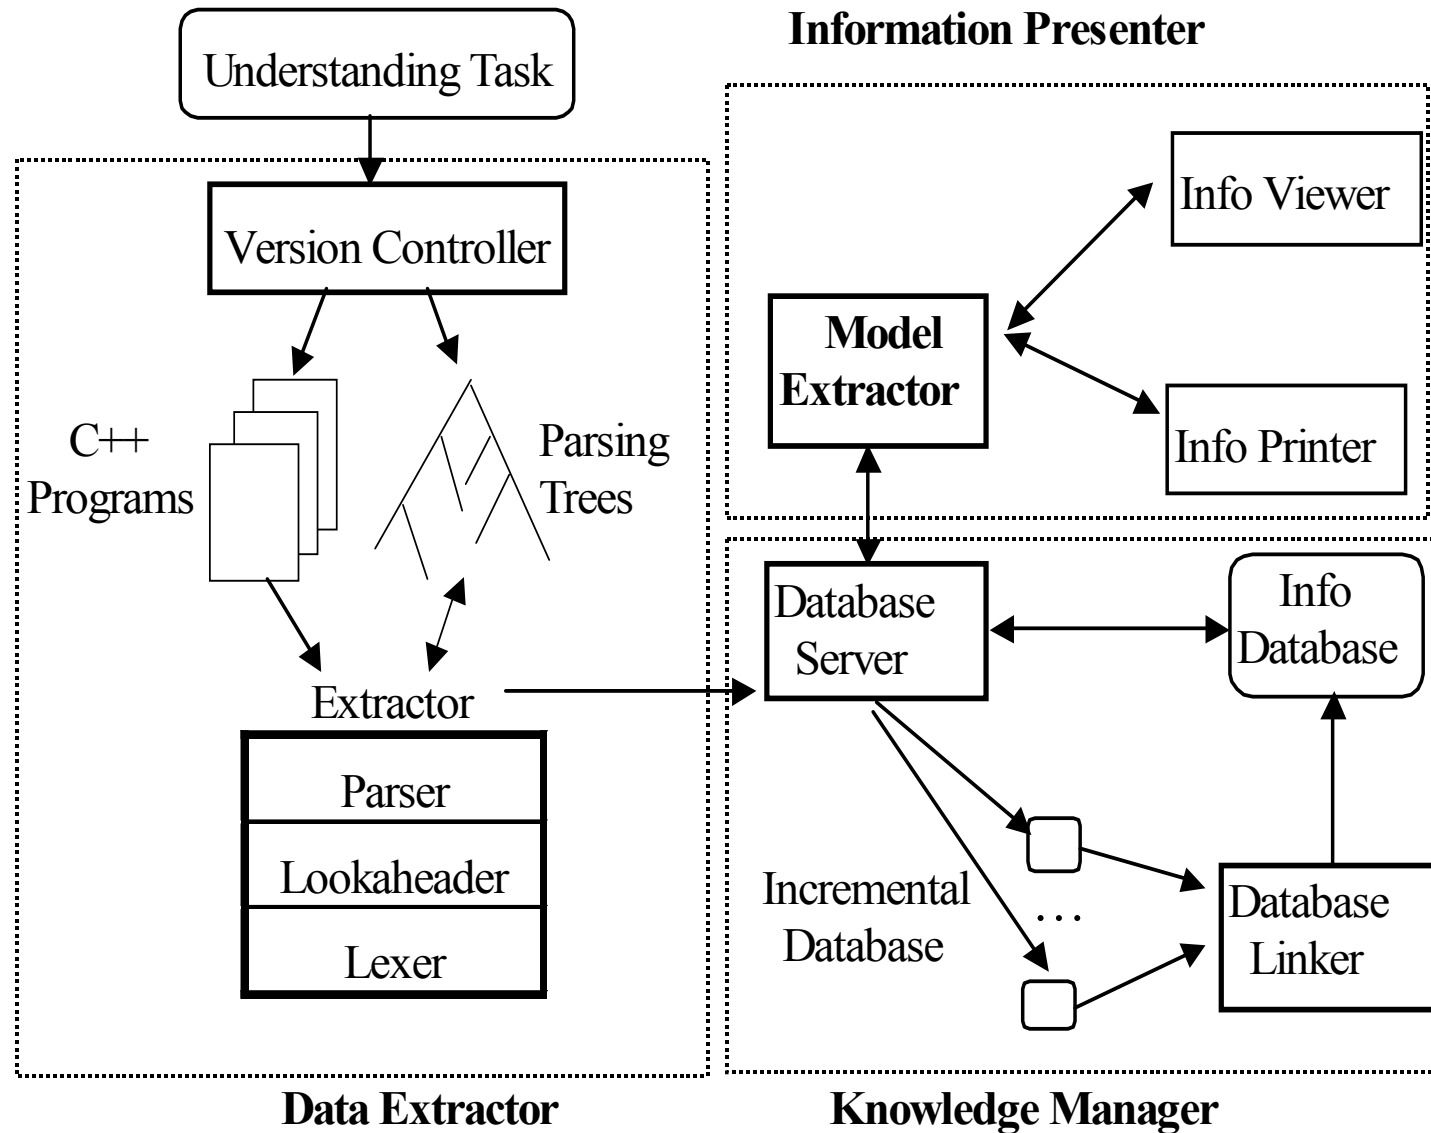 Understanding Task
Version Controller
C++
Programs
Parsing
Trees
Extractor
Parser
Lookaheader
Lexer
Data Extractor
Information Presenter
Info Viewer
Model
Extractor
Info Printer
Database
Server
Info
Database
Incremental
Database
...
Database
Linker
Knowledge Manager